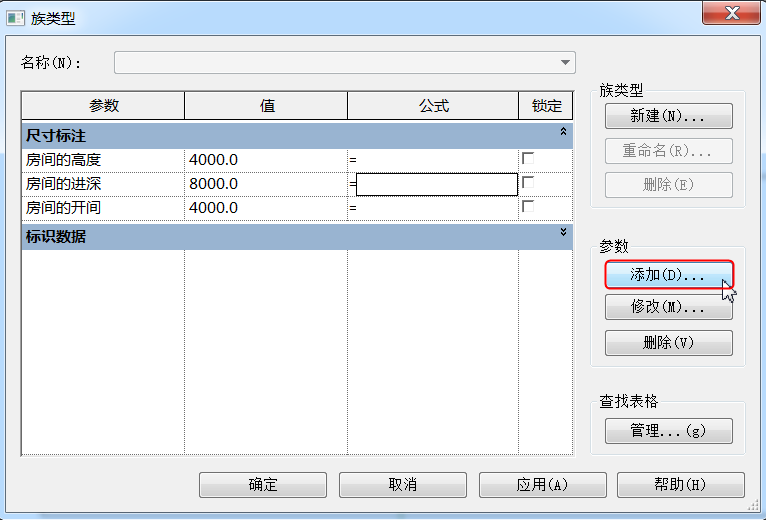 族类型
名称(N):
参数 值 公式 锁定
尺寸标注
房间的高度 4000.0 =
房间的进深 8000.0 =
房间的开间 4000.0 =
标识数据
族类型
新建(N)...
重命名(R)...
删除(E)
参数
添加(D)...
修改(M)...
删除(V)
查找表格
管理...(g)
确定 取消 应用(A) 帮助(H)